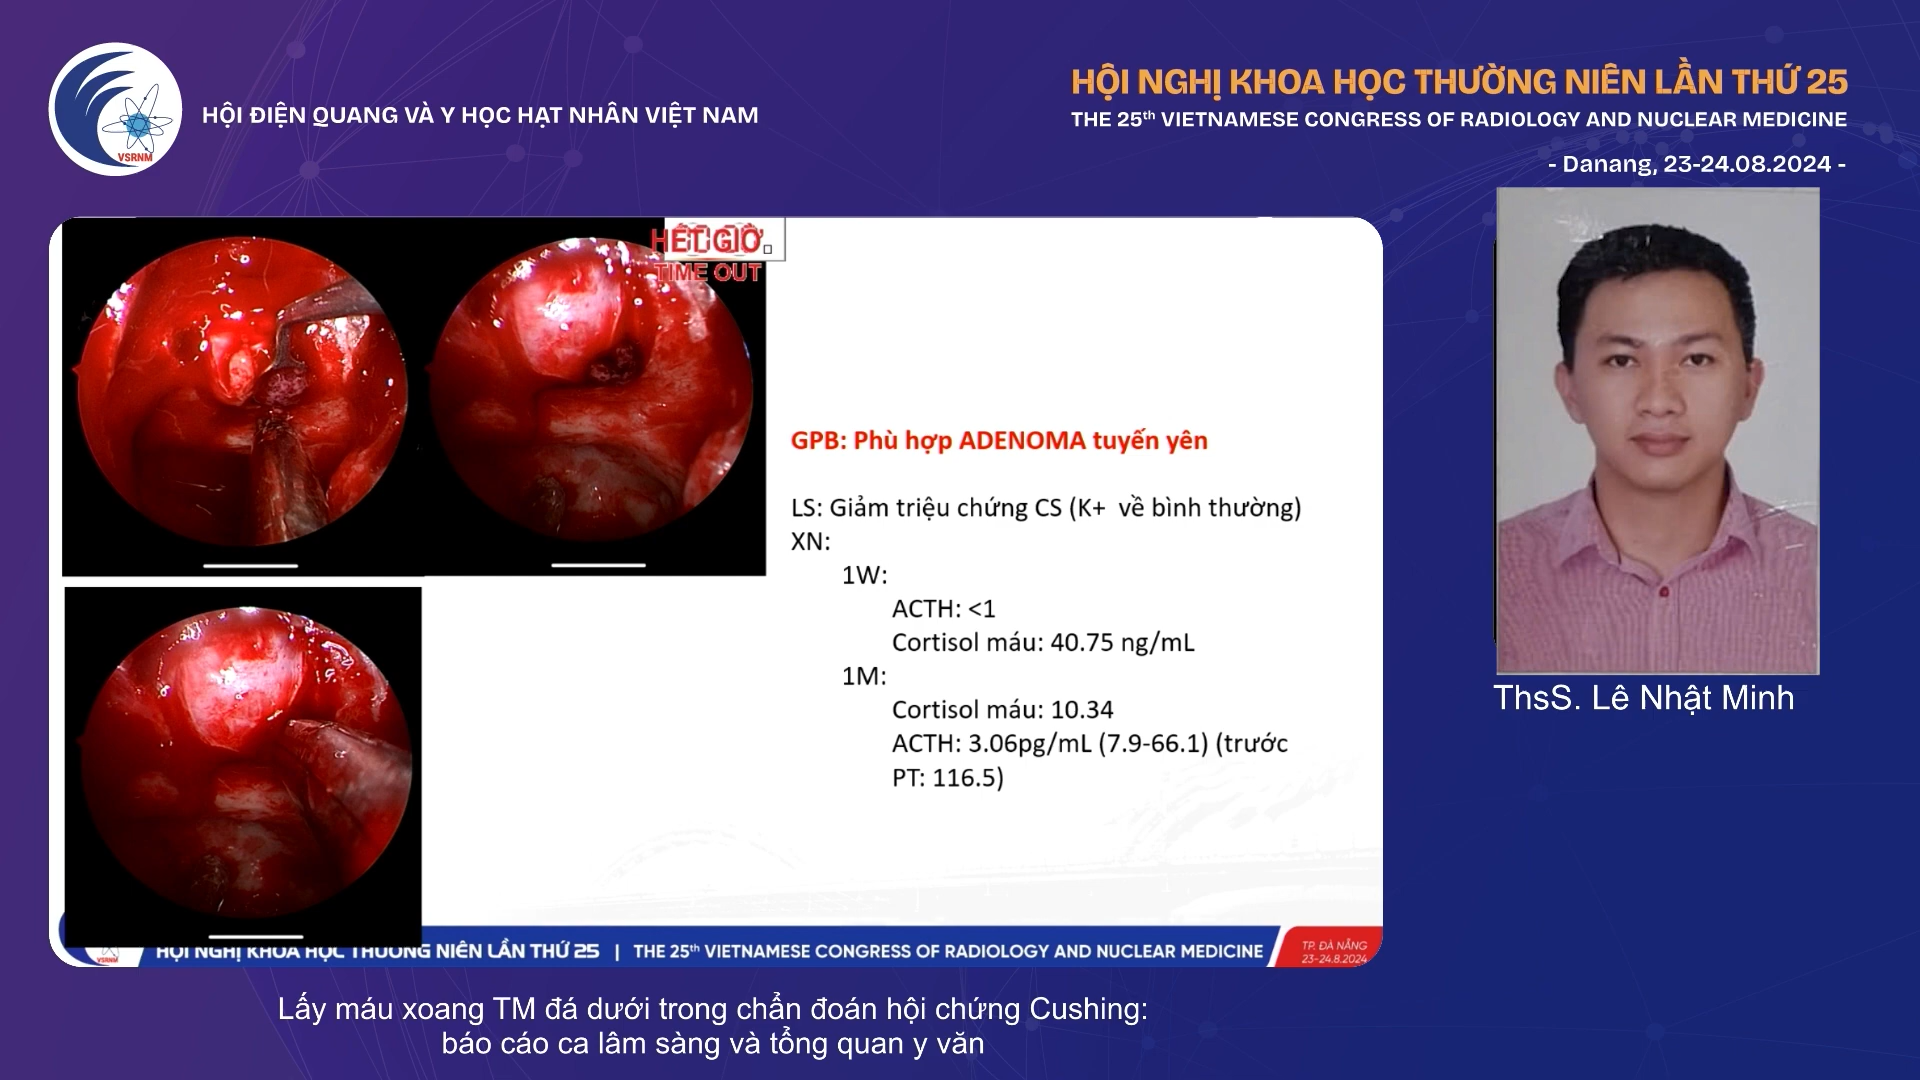 VSRNM
HỘI ĐIỆN QUANG VÀ Y HỌC HẠT NHÂN VIỆT NAM
HỘI NGHỊ KHOA HỌC THƯỜNG NIÊN LẦN THỨ 25
THE 25th VIETNAMESE CONGRESS OF RADIOLOGY AND NUCLEAR MEDICINE
- Danang, 23-24.08.2024 -
HẾT GIỜ.
TIME OUT
GPB: Phù hợp ADENOMA tuyến yên
LS: Giảm triệu chứng CS (K+ về bình thường)
XN:
1W:
ACTH: <1
Cortisol máu: 40.75 ng/mL
1M:
Cortisol máu: 10.34
ACTH: 3.06pg/mL (7.9-66.1) (trước
PT: 116.5)
ThsS. Lê Nhật Minh
VSRNM
HỘI NGHỊ KHOA HỌC THƯỜNG NIÊN LẦN THỨ 25 | THE 25th VIETNAMESE CONGRESS OF RADIOLOGY AND NUCLEAR MEDICINE
TP. ĐÀ NẴNG
23-24.8.2024
Lấy máu xoang TM đá dưới trong chẩn đoán hội chứng Cushing:
báo cáo ca lâm sàng và tổng quan y văn